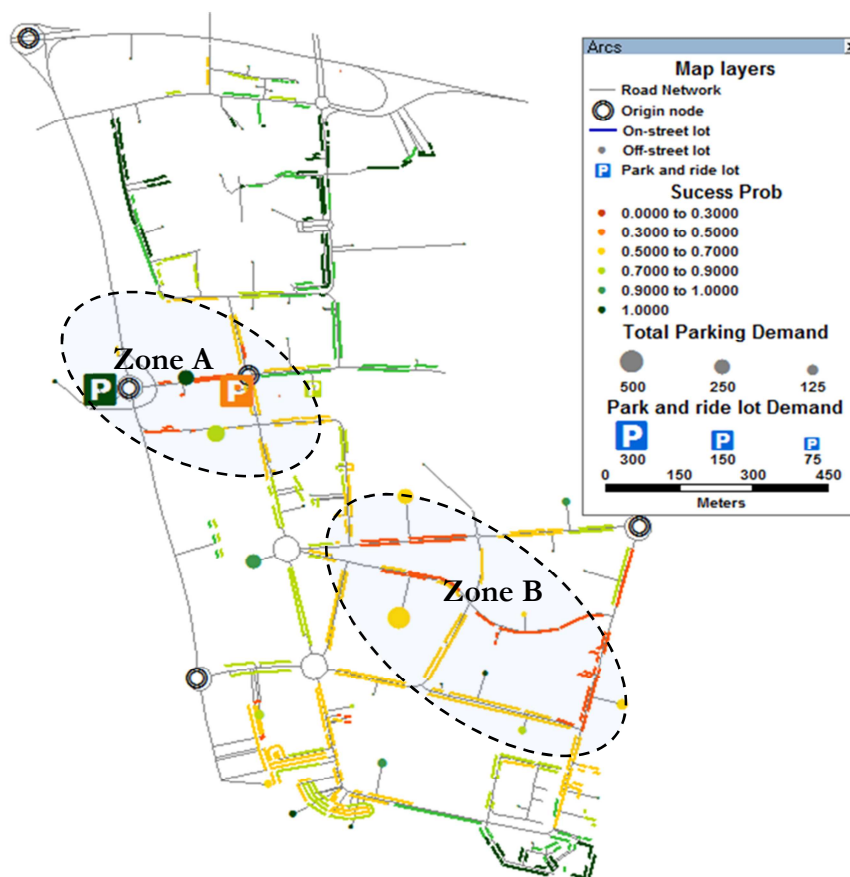 Arcs
Map layers
Road Network
Origin node
On-street lot
Off-street lot
P Park and ride lot
Sucess Prob
0.0000 to 0.3000
0.3000 to 0.5000
0.5000 to 0.7000
0.7000 to 0.9000
0.9000 to 1.0000
1.0000
Total Parking Demand
500 250 125
Park and ride lot Demand
P P P
300 150 75
0 150 300 450
Meters
Zone A
P P P
Zone B